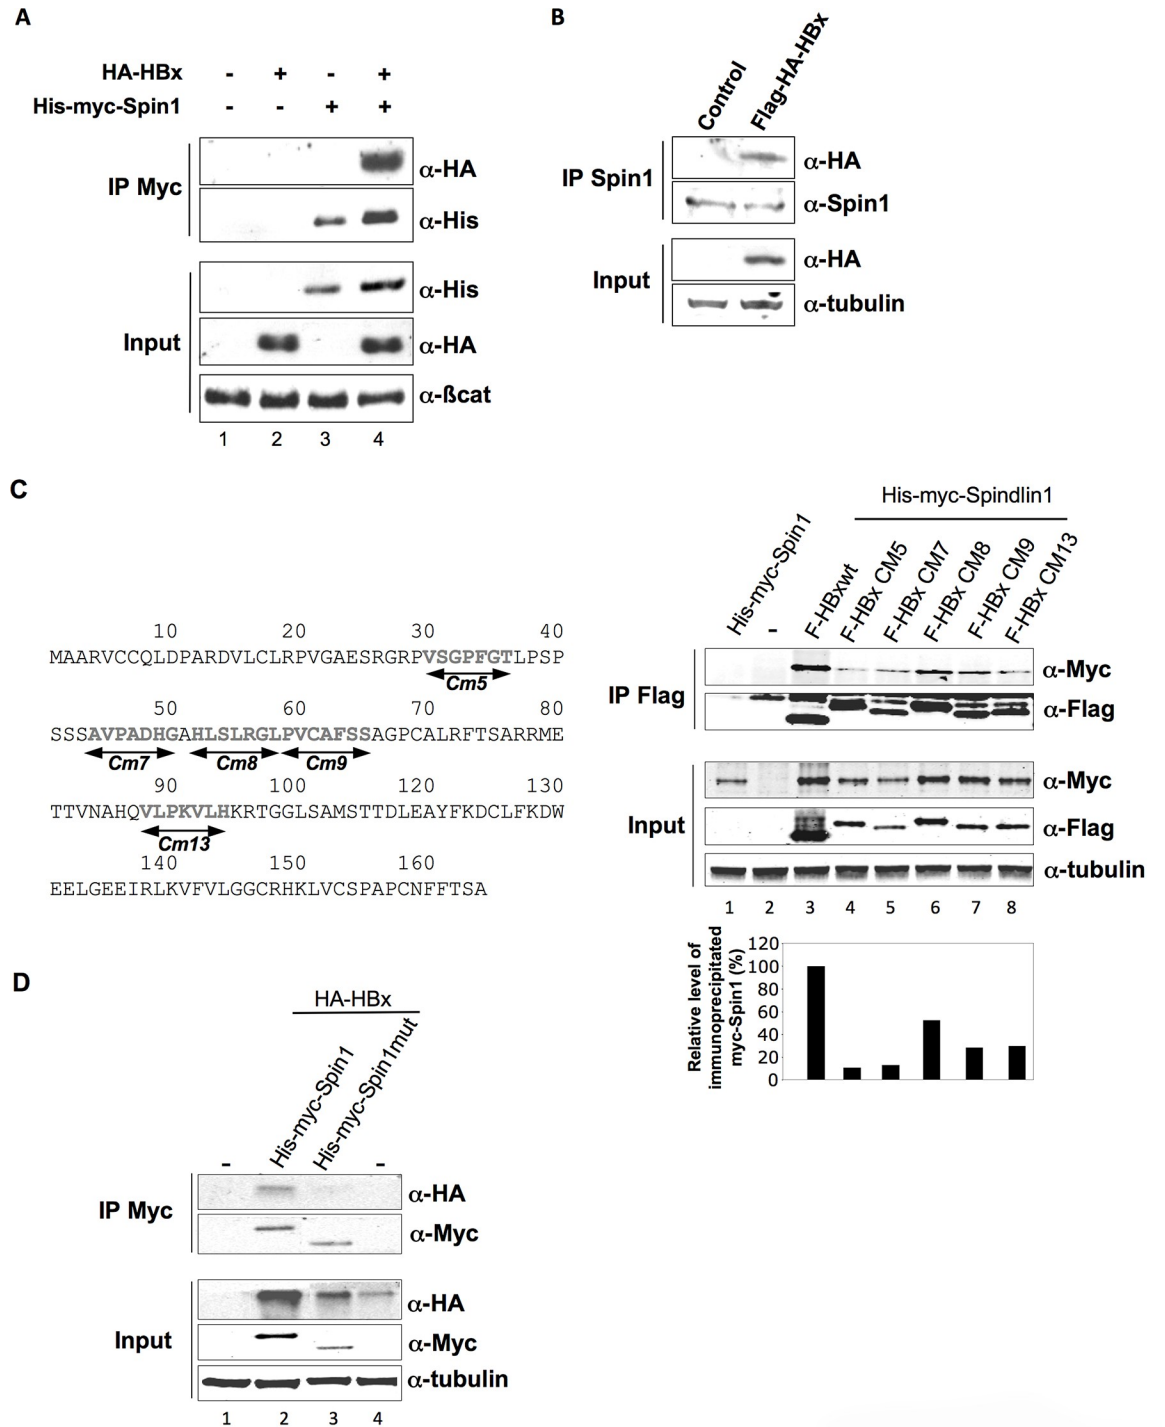 A
HA-HBx - + - +
His-myc-Spin1 - - + +
IP Myc
α-HA
α-His
Input
α-His
α-HA
α-ßcat
1 2 3 4
B
Control
Flag-HA-HBx
IP Spin1
α-HA
α-Spin1
Input
α-HA
α-tubulin
C
10 20 30 40
MAARVCCQLDPARDVLCLRPVGAESRGRPVSGPFGTLPSP
Cm5
50 60 70 80
SSSAVPADHGAHLSLRGLPVCAFSSAGPCALRFTSARRME
Cm7 Cm8 Cm9
90 100 120 130
TTVNAHQVLPKVLHKRTGGLSAMSTTDLEAYFKDCLFKDW
Cm13
140 150 160
EELGEEIRLKVFVLGGCRHKLVCSPAPCNFFTSA
His-myc-Spindlin1
His-myc-Spin1
-
F-HBxwt
F-HBx CM5
F-HBx CM7
F-HBx CM8
F-HBx CM9
F-HBx CM13
IP Flag
α-Myc
α-Flag
Input
α-Myc
α-Flag
α-tubulin
1 2 3 4 5 6 7 8
Relative level of
immunoprecipitated
myc-Spin1 (%)
120
100
80
60
40
20
0
D
HA-HBx
-
His-myc-Spin1
His-myc-Spin1mut
-
IP Myc
α-HA
α-Myc
Input
α-HA
α-Myc
α-tubulin
1 2 3 4